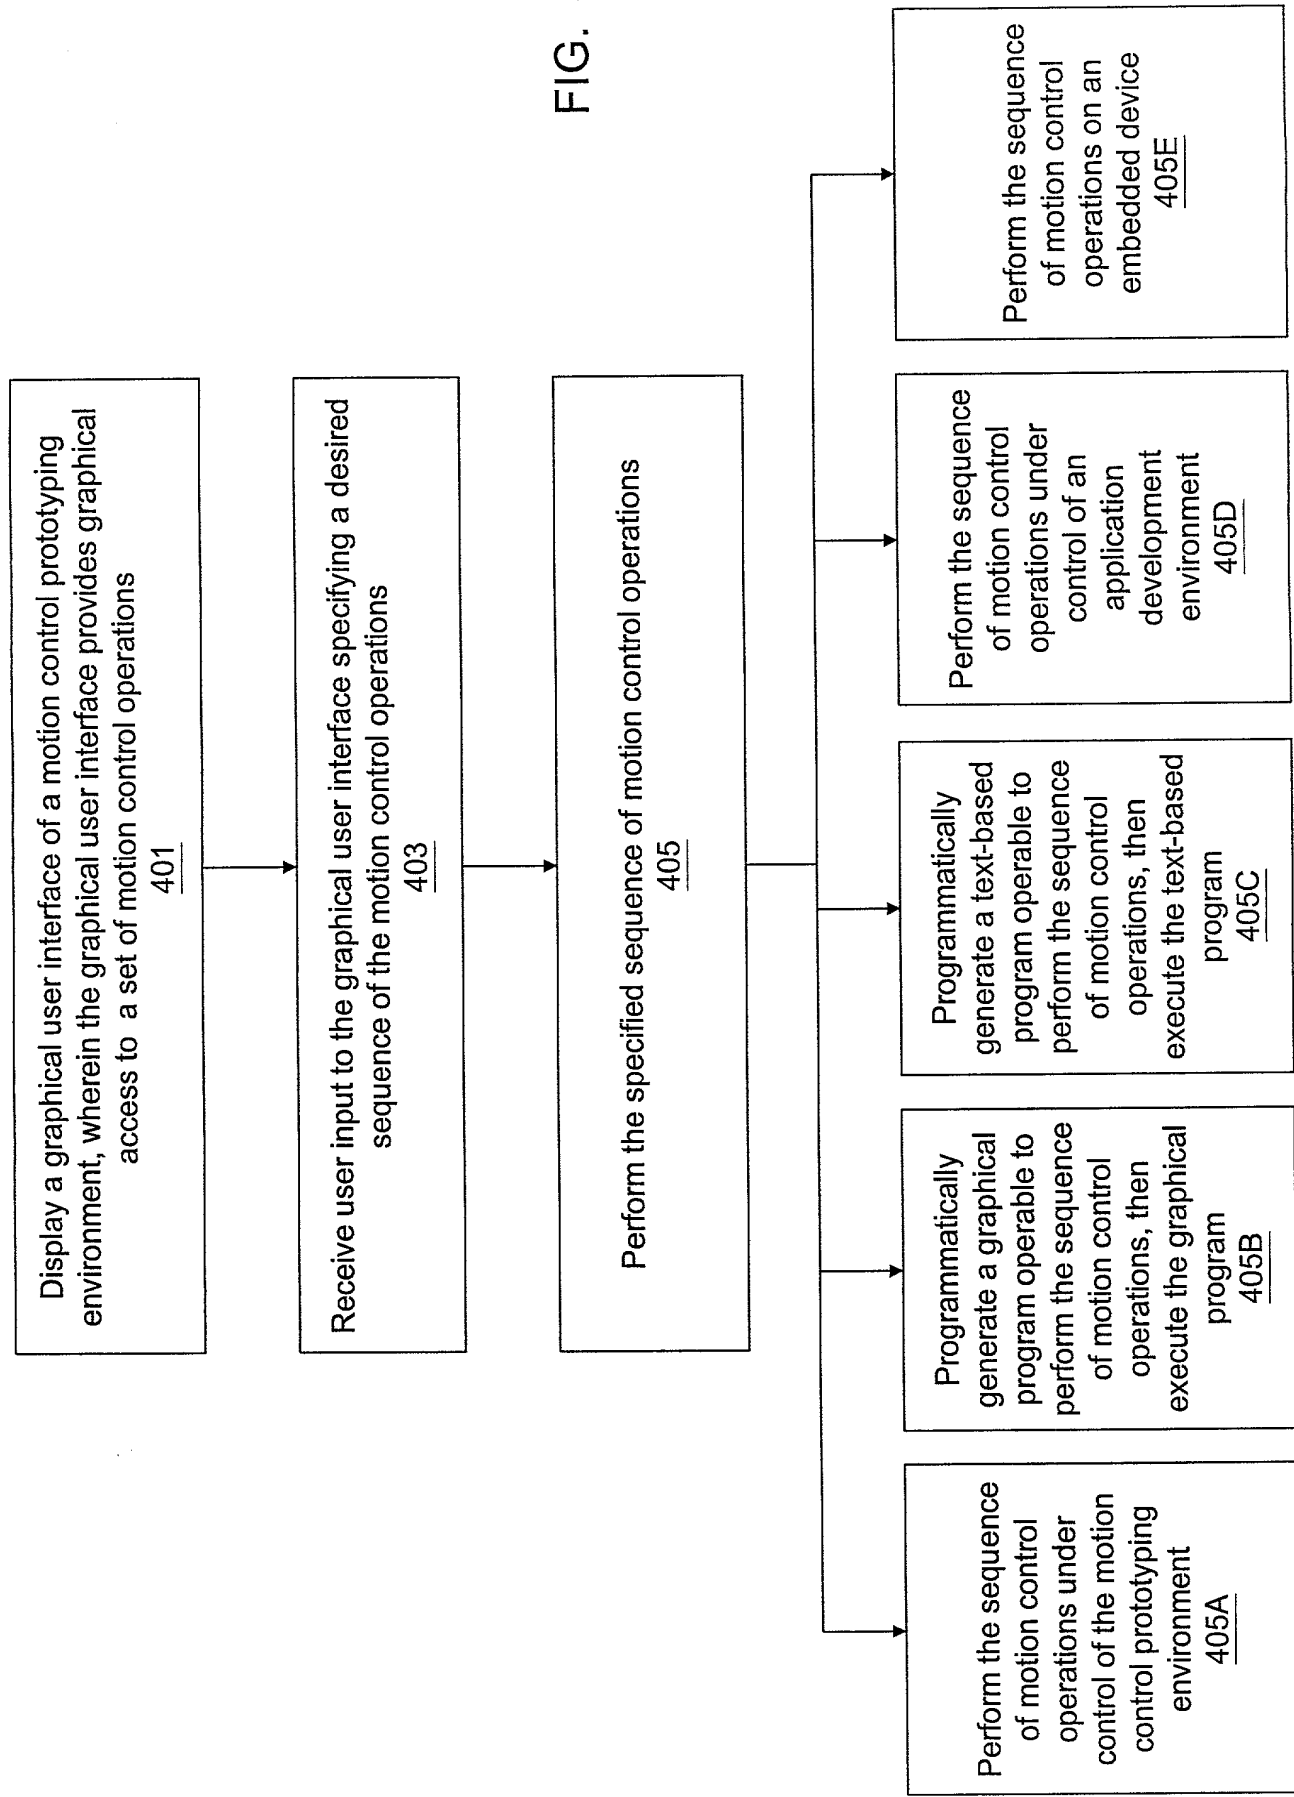 Display a graphical user interface of a motion control prototyping
environment, wherein the graphical user interface provides graphical
access to a set of motion control operations
401
Receive user input to the graphical user interface specifying a desired
sequence of the motion control operations
403
Perform the specified sequence of motion control operations
405
Perform the sequence
of motion control
operations under
control of the motion
control prototyping
environment
405A
Programmatically
generate a graphical
program operable to
perform the sequence
of motion control
operations, then
execute the graphical
program
405B
Programmatically
generate a text-based
program operable to
perform the sequence
of motion control
operations, then
execute the text-based
program
405C
Perform the sequence
of motion control
operations under
control of an
application
development
environment
405D
Perform the sequence
of motion control
operations on an
embedded device
405E
FIG.